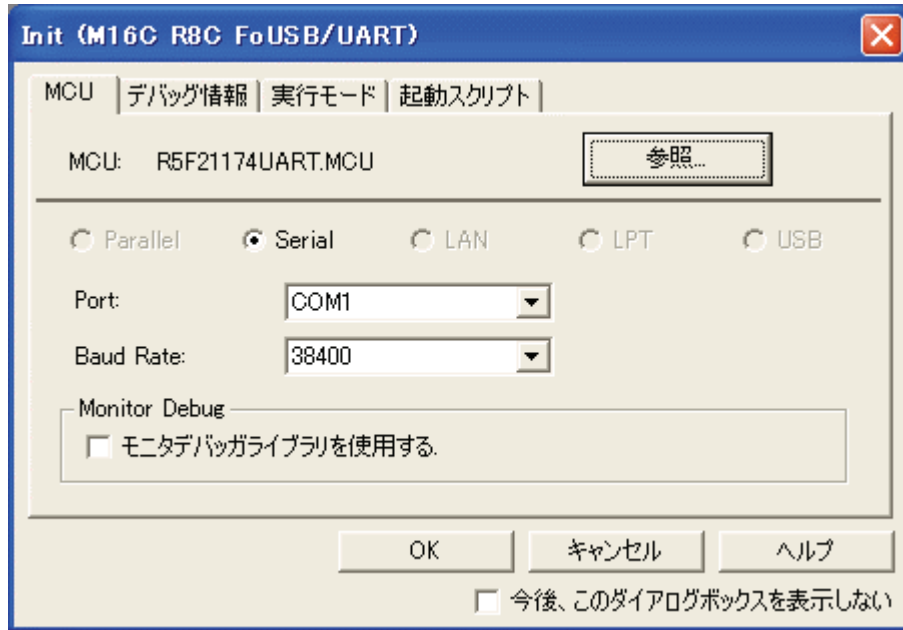 Init (M16C R8C FoUSB/UART)
MCU デバッグ情報 実行モード 起動スクリプト
MCU: R5F21174UART.MCU 参照...
Parallel Serial LAN LPT USB
Port: COM1
Baud Rate: 38400
Monitor Debug
モニタデバッガライブラリを使用する.
OK キャンセル ヘルプ
今後、このダイアログボックスを表示しない